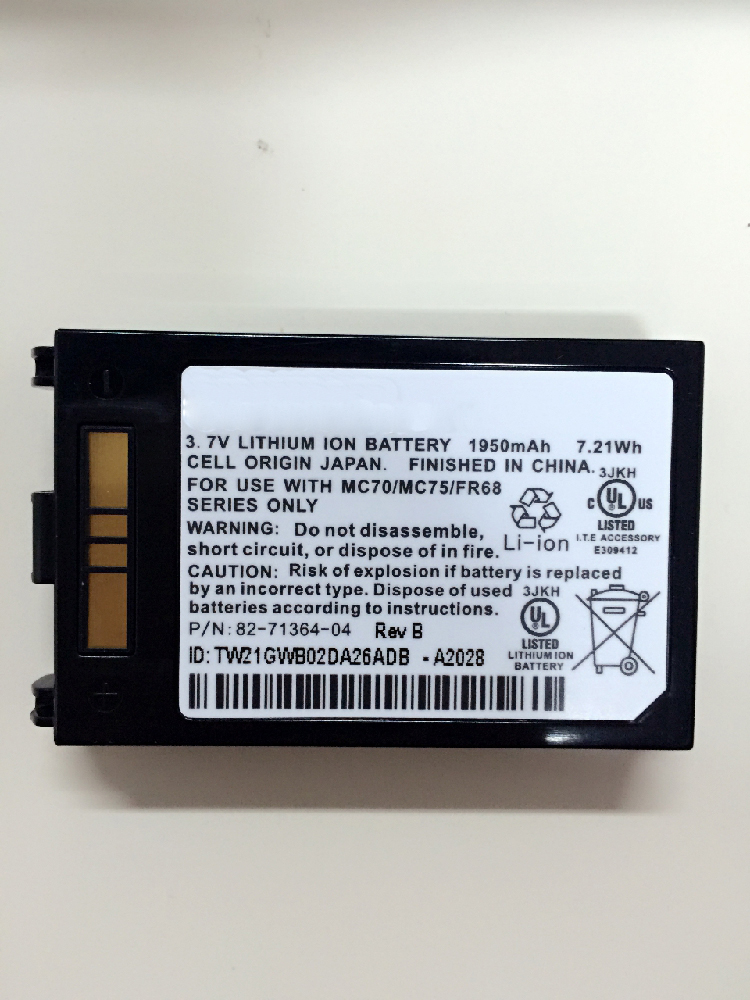 3. 7V LITHIUM ION BATTERY 1950mAh 7.21Wh
CELL ORIGIN JAPAN. FINISHED IN CHINA.
FOR USE WITH MC70/MC75/FR68
SERIES ONLY
WARNING: Do not disassemble,
short circuit, or dispose of in fire.
Li-ion
3JKH
C UL US
LISTED
I.T.E ACCESSORY
E309412
CAUTION: Risk of explosion if battery is replaced
by an incorrect type. Dispose of used
batteries according to instructions.
3JKH
UL
LISTED
LITHIUM ION
BATTERY
P/N: 82-71364-04 Rev B
ID: TW21GWB02DA26ADB - A2028